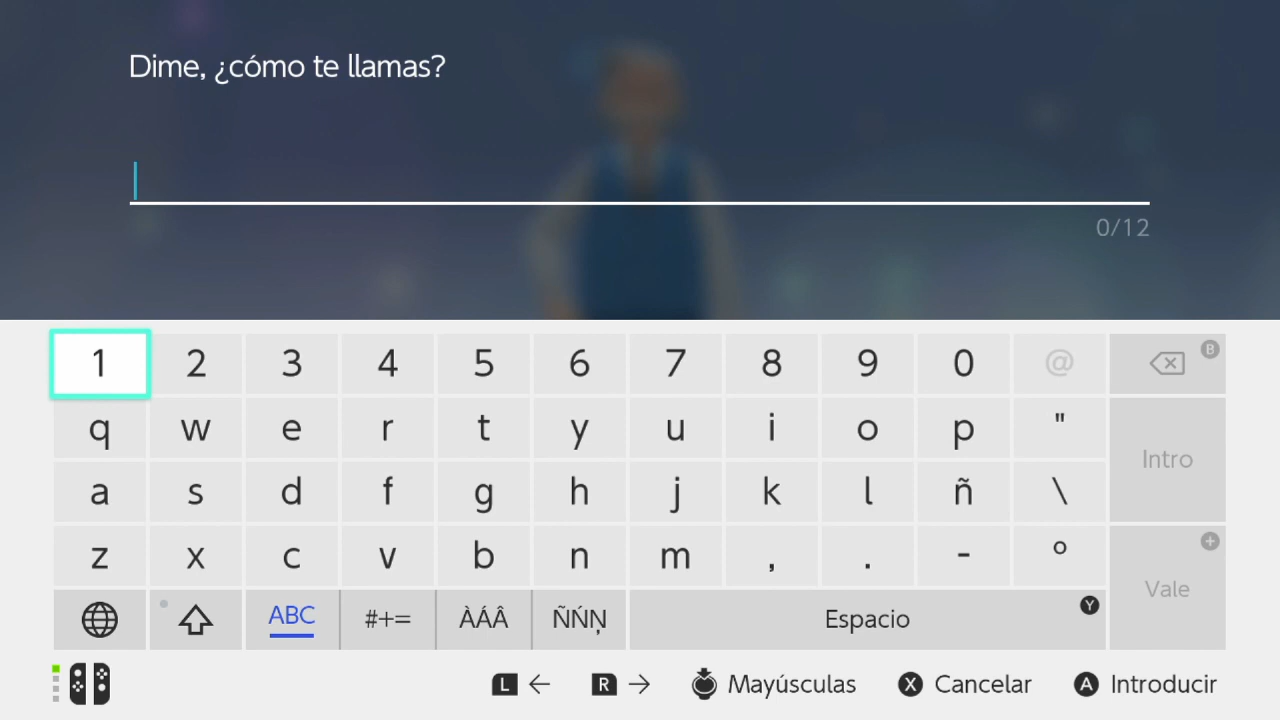 Dime, ¿cómo te llamas?
0/12
1 2 3 4 5 6 7 8 9 0 @ B
q w e r t y u i o p "
Intro
a s d f g h j k l ñ \
z x c v b n m , . - º +
Vale
ABC #+= ÀÁÂ ÑŃŅ Espacio Y
L ← R → Mayúsculas X Cancelar A Introducir